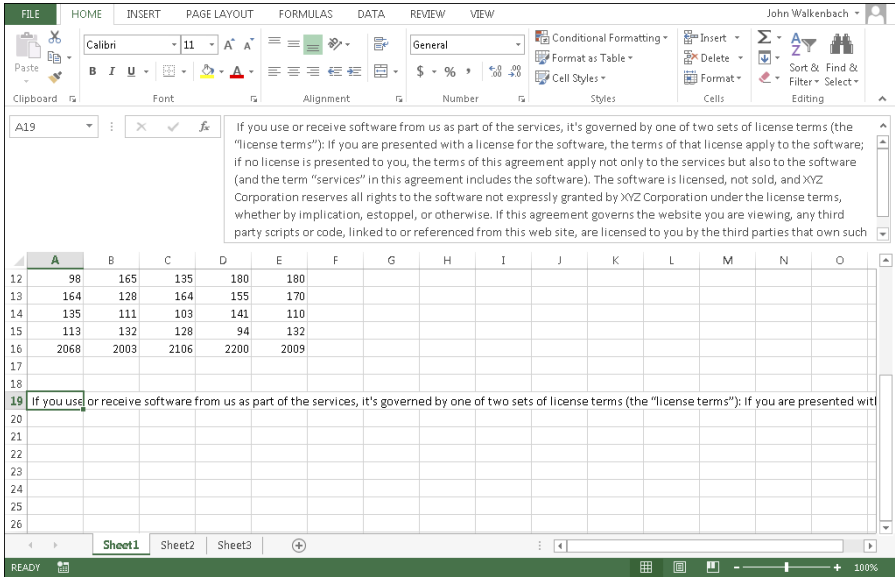 FILE HOME INSERT PAGE LAYOUT FORMULAS DATA REVIEW VIEW John Walkenbach
Calibri 11 A A General Conditional Formatting Insert Σ A Z
Paste Format as Table Delete Sort & Find &
B I U A $ % , .0 .00 .00 .0 Cell Styles Format Filter Select
Clipboard Font Alignment Number Styles Cells Editing
A19 fx If you use or receive software from us as part of the services, it's governed by one of two sets of license terms (the
“license terms”): If you are presented with a license for the software, the terms of that license apply to the software;
if no license is presented to you, the terms of this agreement apply not only to the services but also to the software
(and the term “services” in this agreement includes the software). The software is licensed, not sold, and XYZ
Corporation reserves all rights to the software not expressly granted by XYZ Corporation under the license terms,
whether by implication, estoppel, or otherwise. If this agreement governs the website you are viewing, any third
party scripts or code, linked to or referenced from this web site, are licensed to you by the third parties that own such
A B C D E F G H I J K L M N O
12 98 165 135 180 180
13 164 128 164 155 170
14 135 111 103 141 110
15 113 132 128 94 132
16 2068 2003 2106 2200 2009
17
18
19 If you use or receive software from us as part of the services, it's governed by one of two sets of license terms (the “license terms”): If you are presented with
20
21
22
23
24
25
26
Sheet1 Sheet2 Sheet3
READY 100%